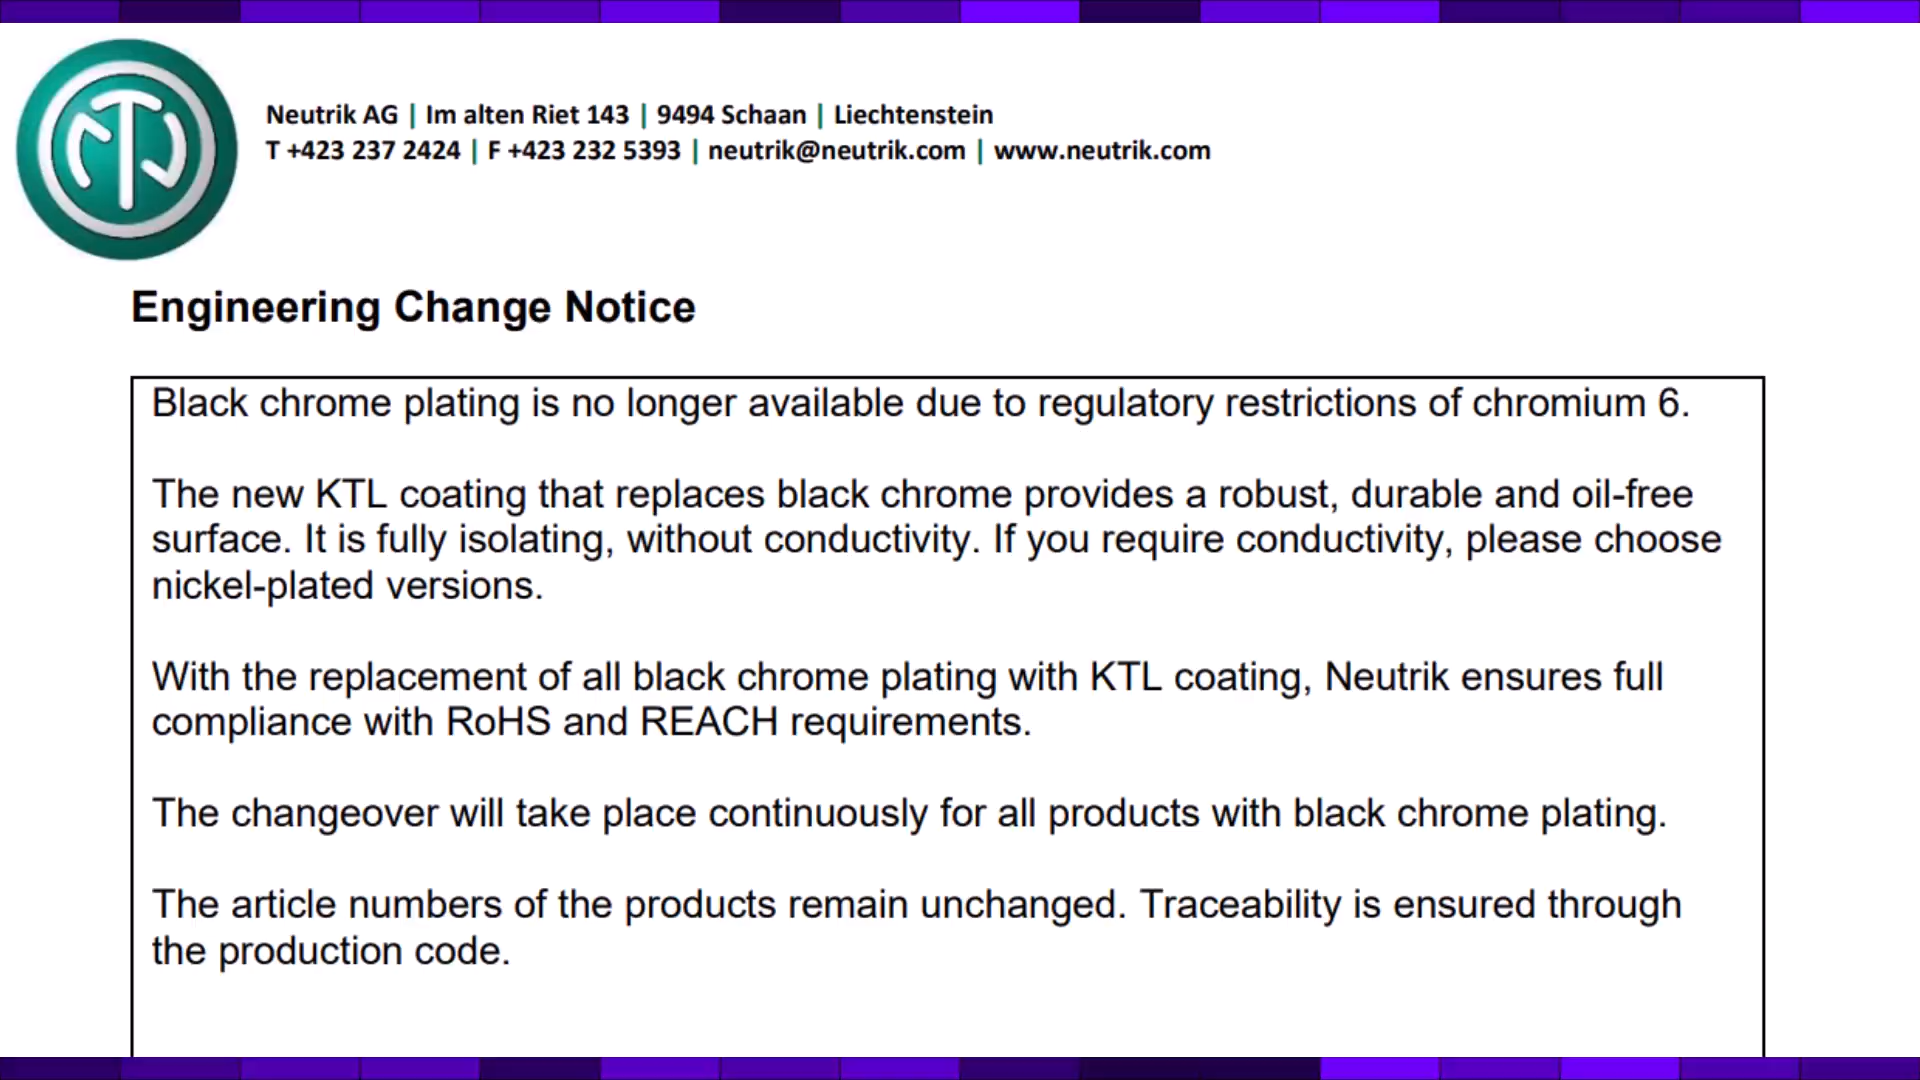 Neutrik AG | Im alten Riet 143 | 9494 Schaan | Liechtenstein
T +423 237 2424 | F +423 232 5393 | neutrik@neutrik.com | www.neutrik.com
Engineering Change Notice
Black chrome plating is no longer available due to regulatory restrictions of chromium 6.
The new KTL coating that replaces black chrome provides a robust, durable and oil-free
surface. It is fully isolating, without conductivity. If you require conductivity, please choose
nickel-plated versions.
With the replacement of all black chrome plating with KTL coating, Neutrik ensures full
compliance with RoHS and REACH requirements.
The changeover will take place continuously for all products with black chrome plating.
The article numbers of the products remain unchanged. Traceability is ensured through
the production code.